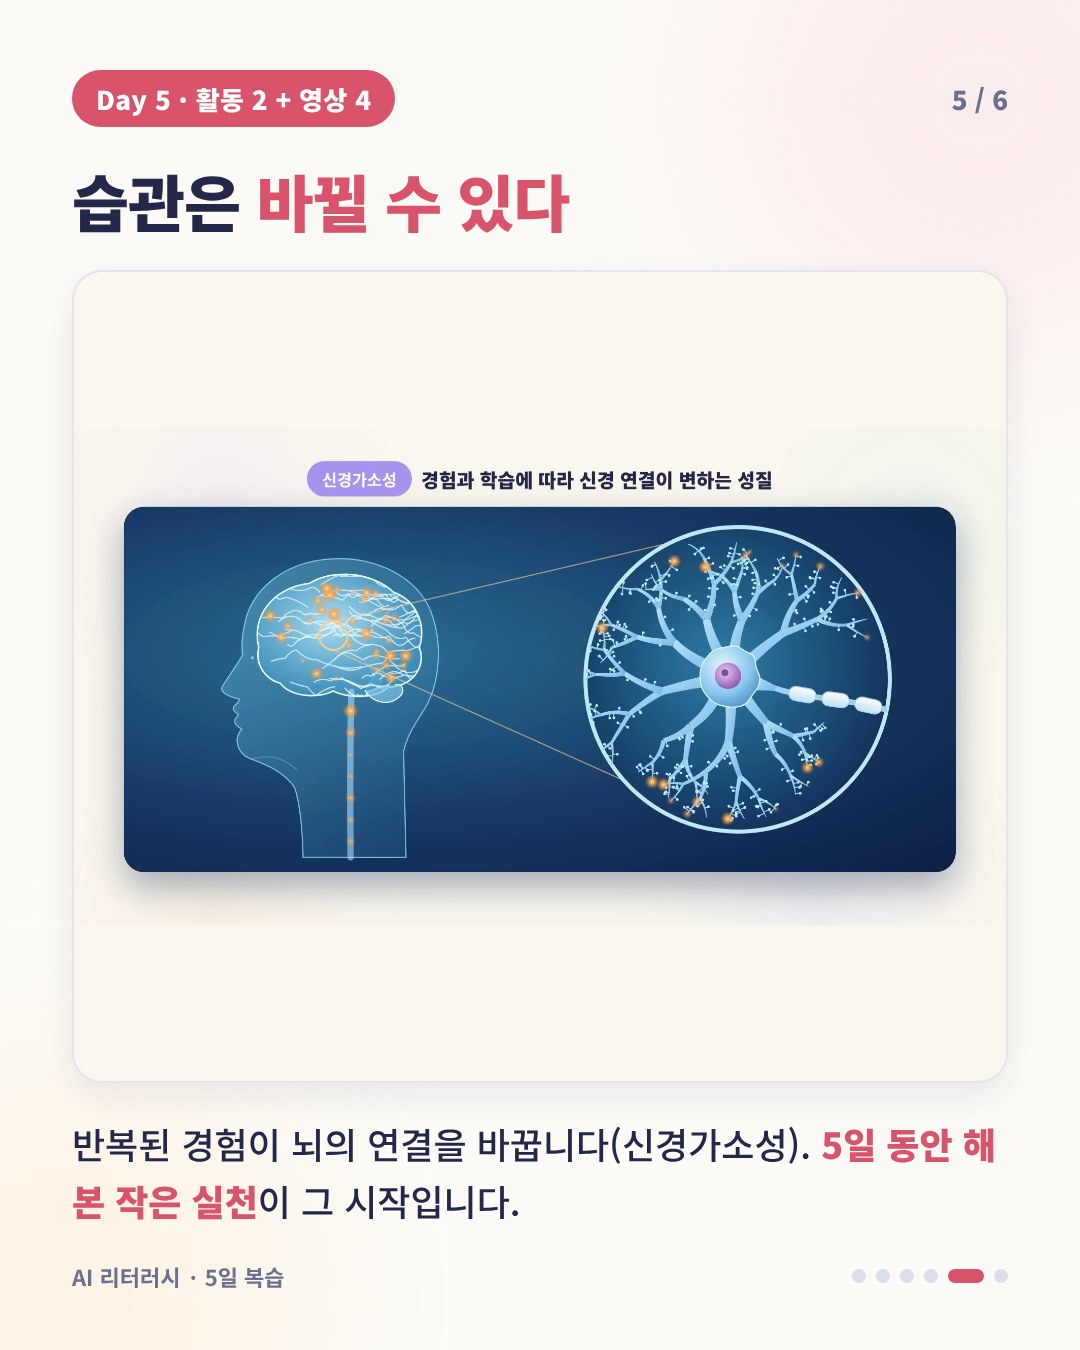 Day 5 · 활동 2 + 영상 4
5 / 6
습관은 바뀔 수 있다
신경가소성 경험과 학습에 따라 신경 연결이 변하는 성질
반복된 경험이 뇌의 연결을 바꿉니다(신경가소성). 5일 동안 해
본 작은 실천이 그 시작입니다.
AI 리터러시 · 5일 복습